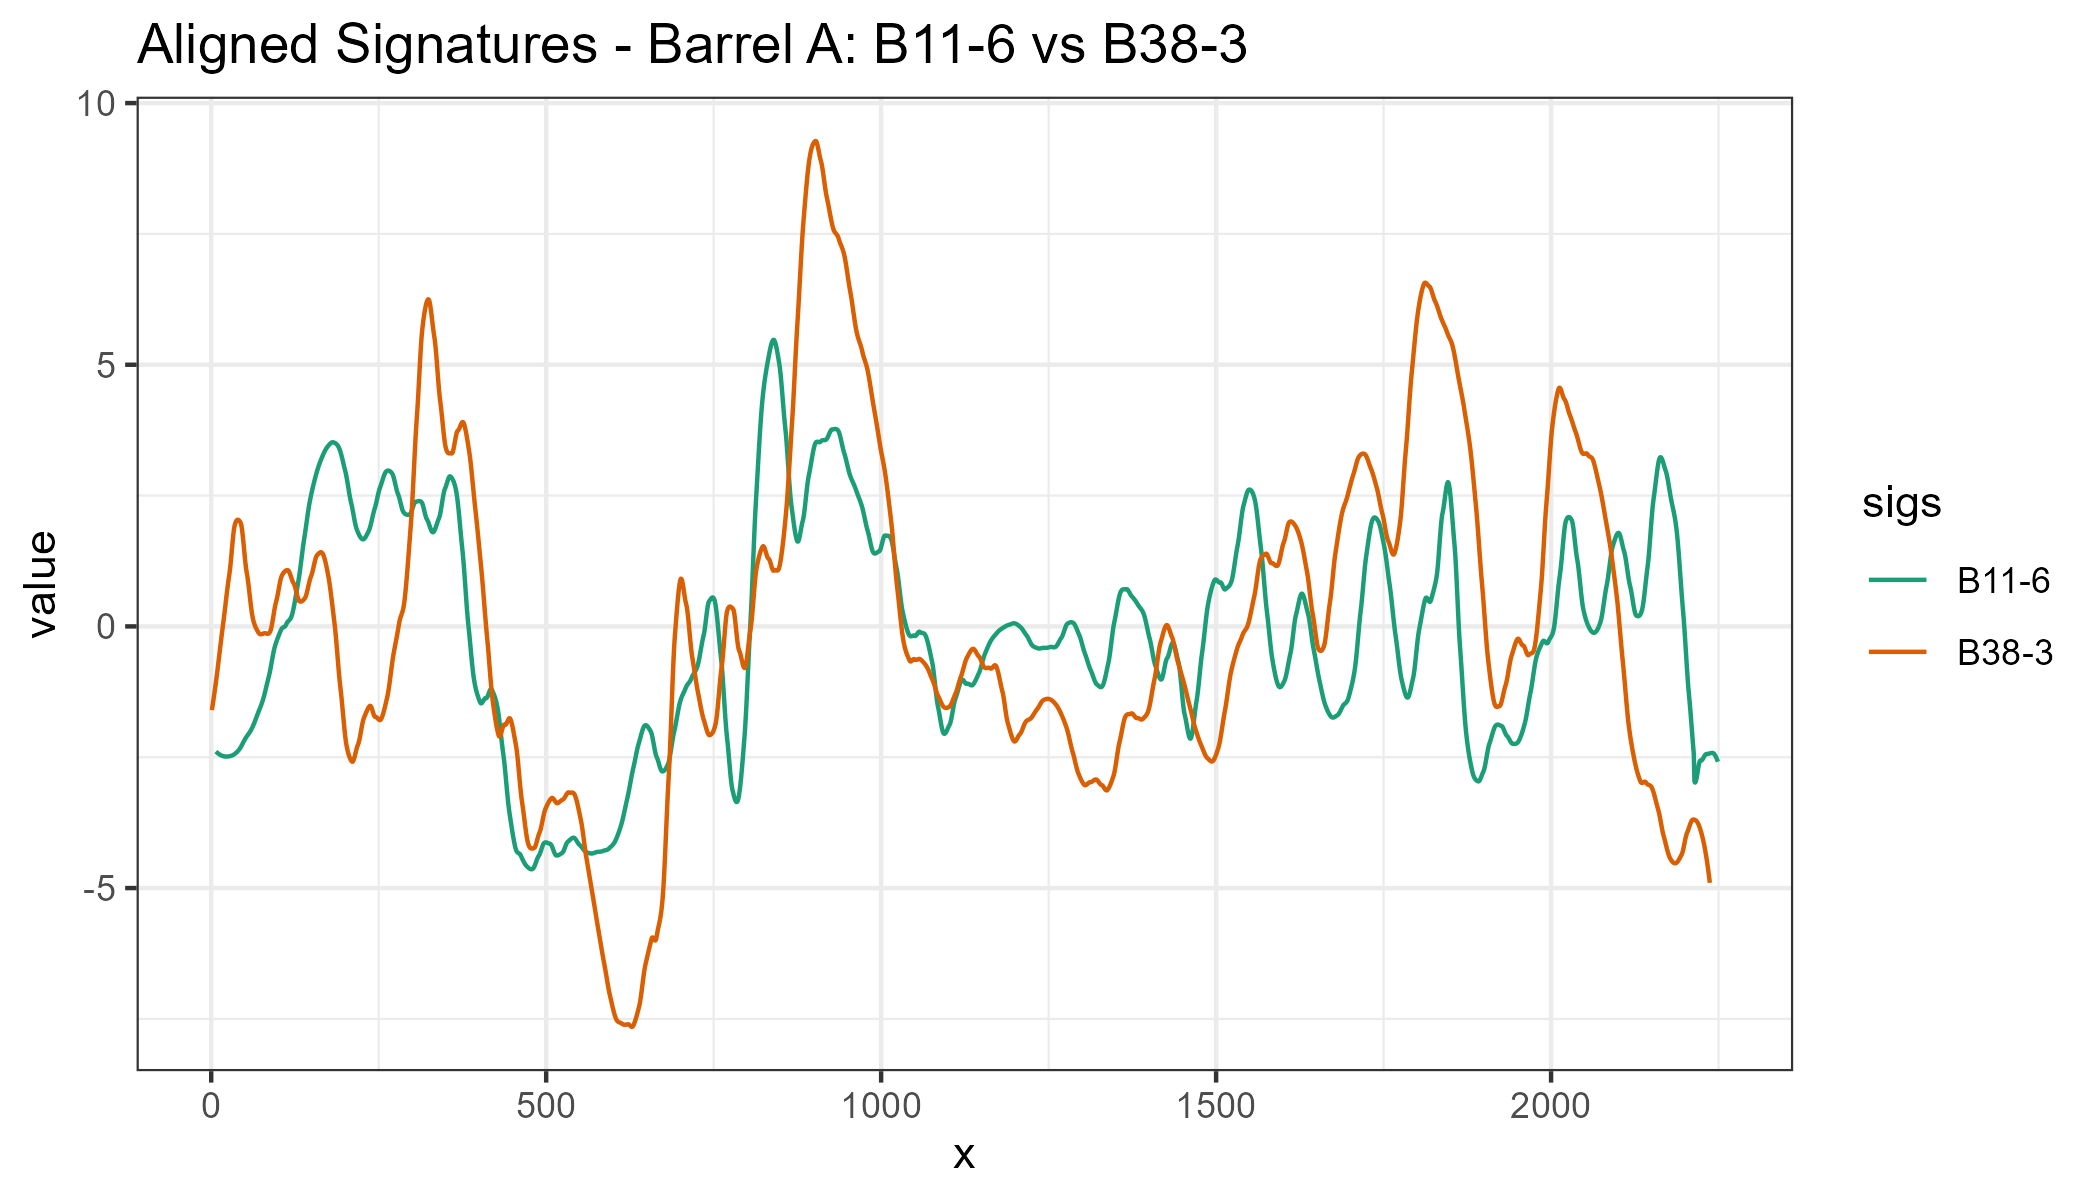 Aligned Signatures - Barrel A: B11-6 vs B38-3
10
5
0
-5
value
0 500 1000 1500 2000
x
sigs
B11-6
B38-3